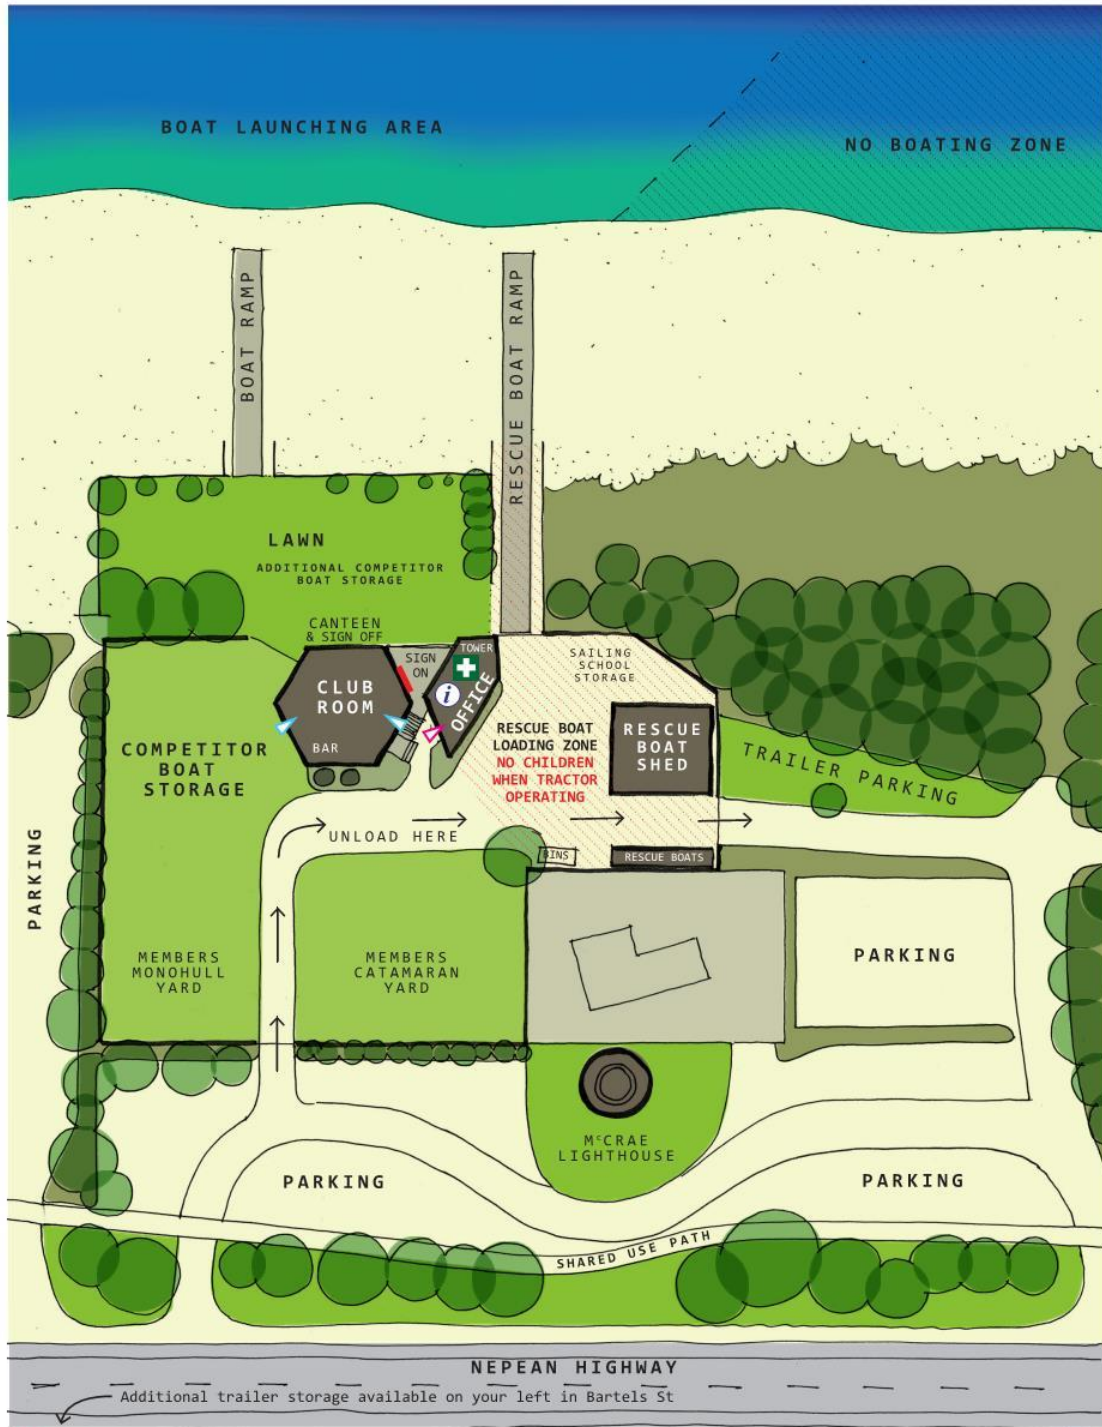 BOAT LAUNCHING AREA
NO BOATING ZONE
BOAT RAMP
RESCUE BOAT RAMP
LAWN
ADDITIONAL COMPETITOR
BOAT STORAGE
CANTEEN
& SIGN OFF
SIGN
ON
TOWER
i
OFFICE
CLUB
ROOM
BAR
SAILING
SCHOOL
STORAGE
RESCUE BOAT
LOADING ZONE
NO CHILDREN
WHEN TRACTOR
OPERATING
RESCUE
BOAT
SHED
TRAILER PARKING
COMPETITOR
BOAT
STORAGE
UNLOAD HERE
BINS
RESCUE BOATS
PARKING
MEMBERS
MONOHULL
YARD
MEMBERS
CATAMARAN
YARD
PARKING
McCRAE
LIGHTHOUSE
PARKING
PARKING
SHARED USE PATH
NEPEAN HIGHWAY
Additional trailer storage available on your left in Bartels St